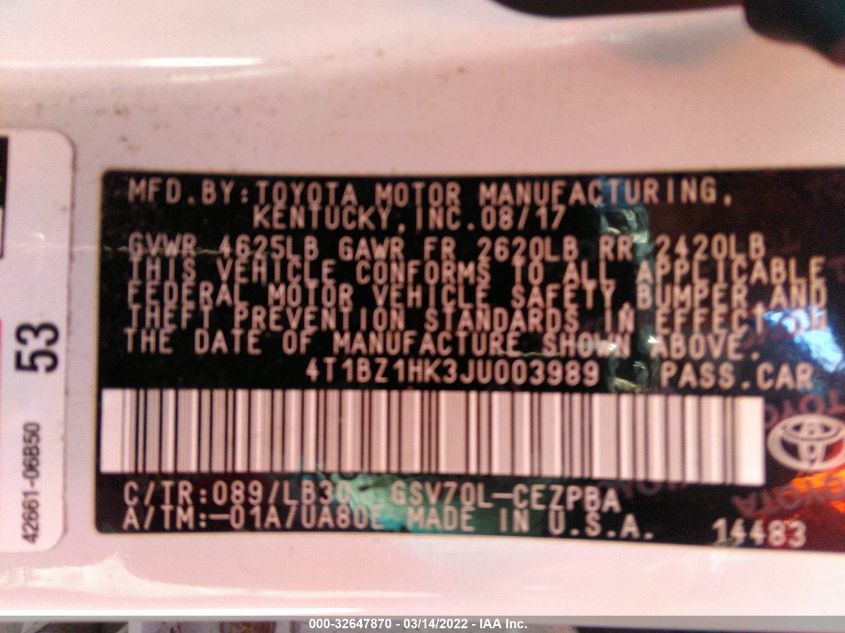 MFD.BY:TOYOTA MOTOR MANUFACTURING,
KENTUCKY,INC.08/17
GVWR 4625LB GAWR FR 2620LB RR 2420LB
THIS VEHICLE CONFORMS TO ALL APPLICABLE
FEDERAL MOTOR VEHICLE SAFETY,BUMPER AND
THEFT PREVENTION STANDARDS IN EFFECT ON
THE DATE OF MANUFACTURE SHOWN ABOVE.
4T1BZ1HK3JU003989 PASS.CAR
C/TR:089/LB30 GSV70L-CEZPBA
A/TM:-01A/UA80E MADE IN U.S.A. 14483
TOYOTA
53
42661-06B50
000-32647870 - 03/14/2022 - IAA Inc.